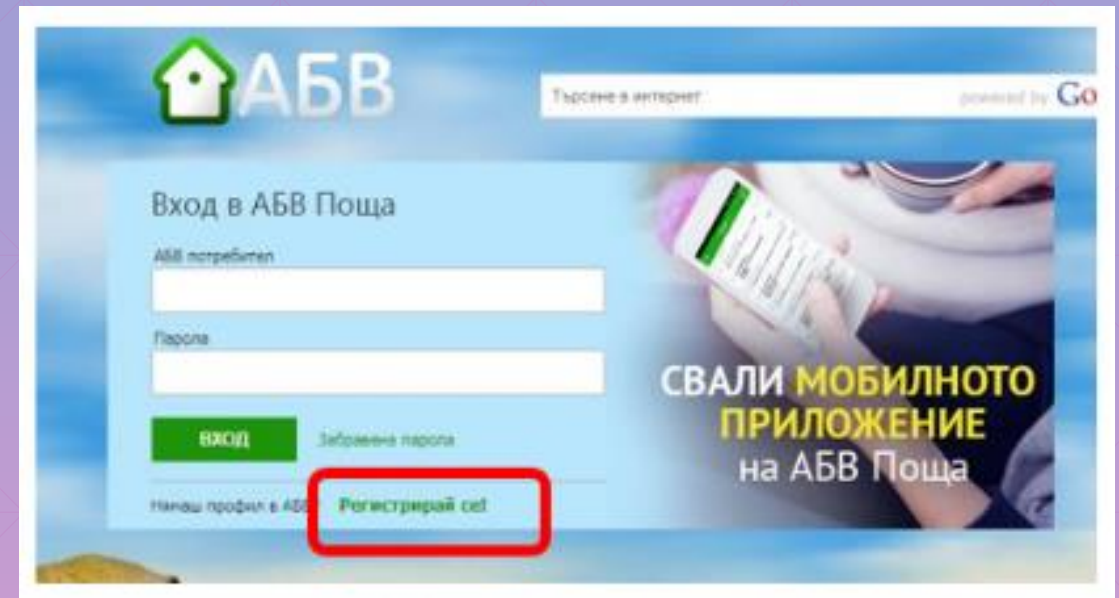 АБВ
Търсене в интернет
powered by Go
Вход в АБВ Поща
АБВ потребител
Парола
ВХОД
Забравена парола
Нямаш профил в АБВ
Регистрирай се!
СВАЛИ МОБИЛНОТО
ПРИЛОЖЕНИЕ
на АБВ Поща